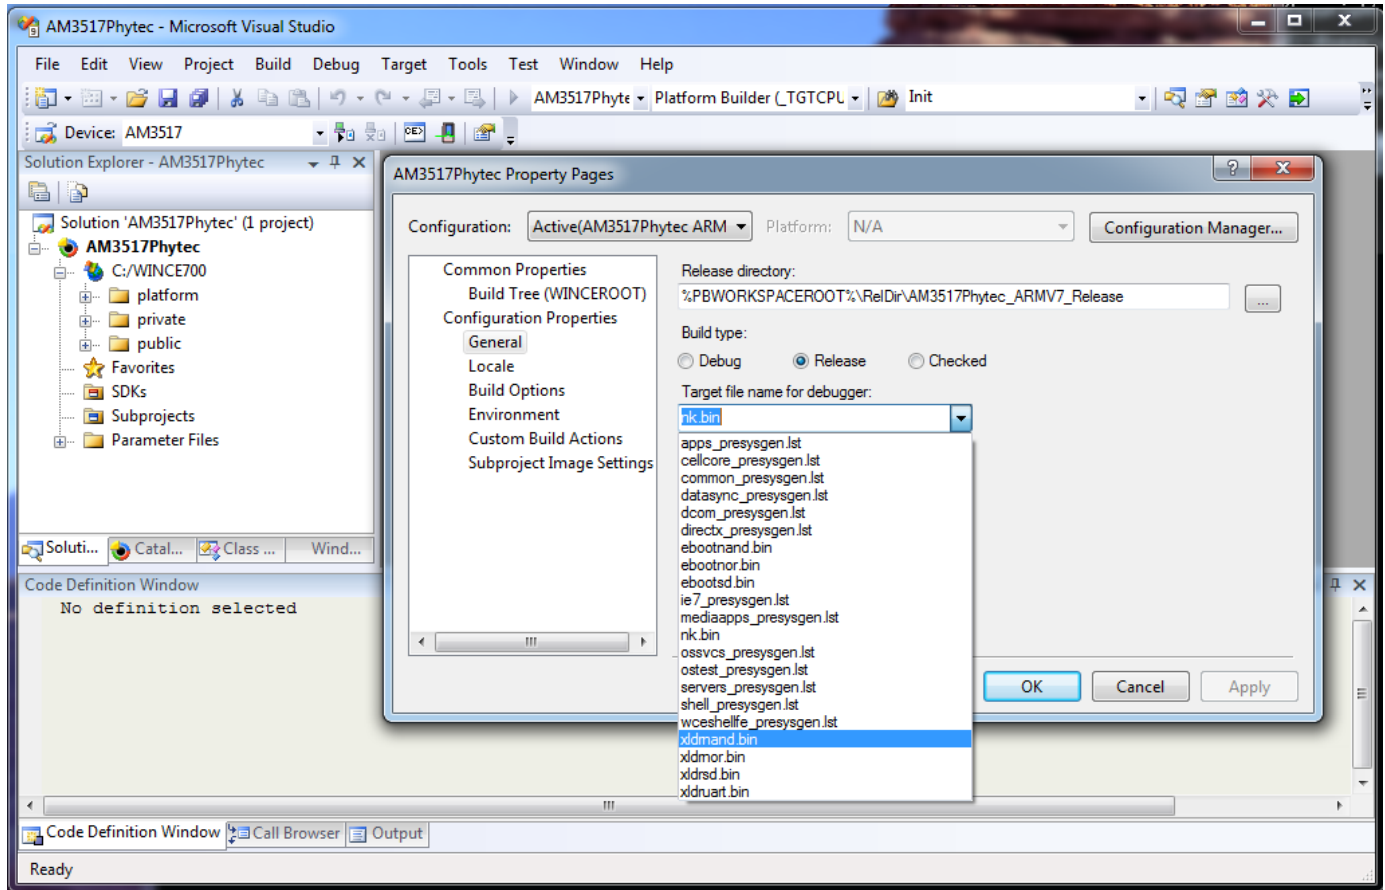 AM3517Phytec - Microsoft Visual Studio
File Edit View Project Build Debug Target Tools Test Window Help
AM3517Phyte Platform Builder (_TGTCPU Init
Device: AM3517
Solution Explorer - AM3517Phytec
Solution 'AM3517Phytec' (1 project)
AM3517Phytec
C:/WINCE700
platform
private
public
Favorites
SDKs
Subprojects
Parameter Files
Soluti... Catal... Class ... Wind...
AM3517Phytec Property Pages
Configuration: Active(AM3517Phytec ARM Platform: N/A Configuration Manager...
Common Properties
Build Tree (WINCEROOT)
Configuration Properties
General
Locale
Build Options
Environment
Custom Build Actions
Subproject Image Settings
Release directory:
%PBWORKSPACEROOT%\RelDir\AM3517Phytec_ARMV7_Release
...
Build type:
Debug Release Checked
Target file name for debugger:
nk.bin
apps_presysgen.lst
cellcore_presysgen.lst
common_presysgen.lst
datasync_presysgen.lst
dcom_presysgen.lst
directx_presysgen.lst
ebootnand.bin
ebootnor.bin
ebootsd.bin
ie7_presysgen.lst
mediaapps_presysgen.lst
nk.bin
ossvcs_presysgen.lst
ostest_presysgen.lst
servers_presysgen.lst
shell_presysgen.lst
wceshellfe_presysgen.lst
xldrnand.bin
xldrnor.bin
xldrsd.bin
xldruart.bin
OK Cancel Apply
Code Definition Window
No definition selected
Code Definition Window Call Browser Output
Ready